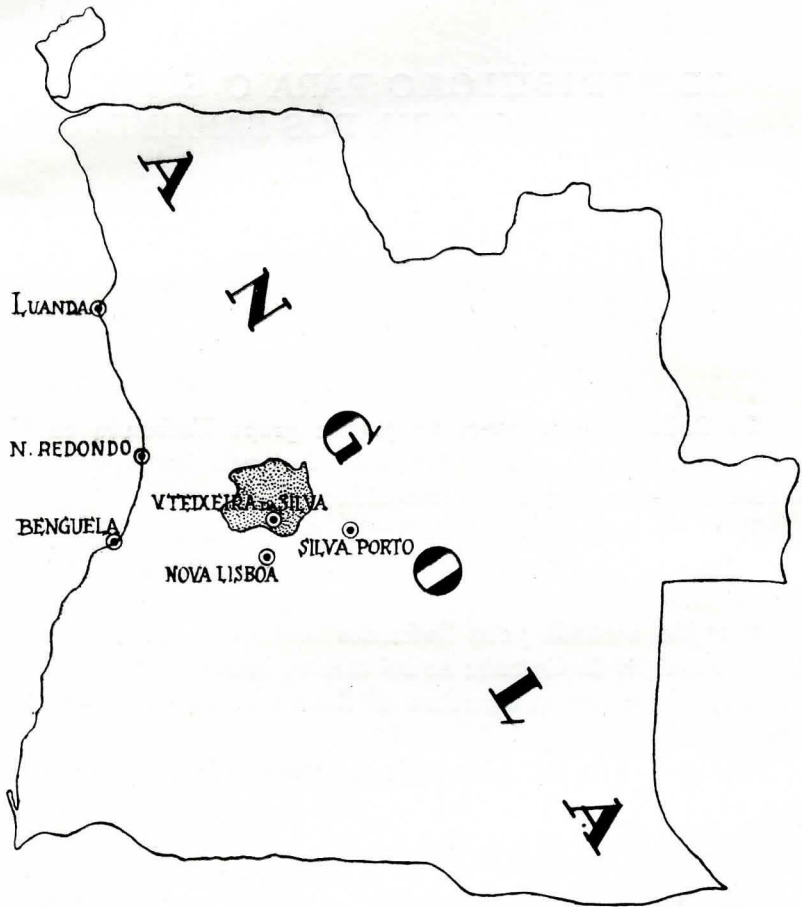 ANGOLA
LUANDA
N. REDONDO
V. TEIXEIRA DA SILVA
BENGUELA
SILVA PORTO
NOVA LISBOA